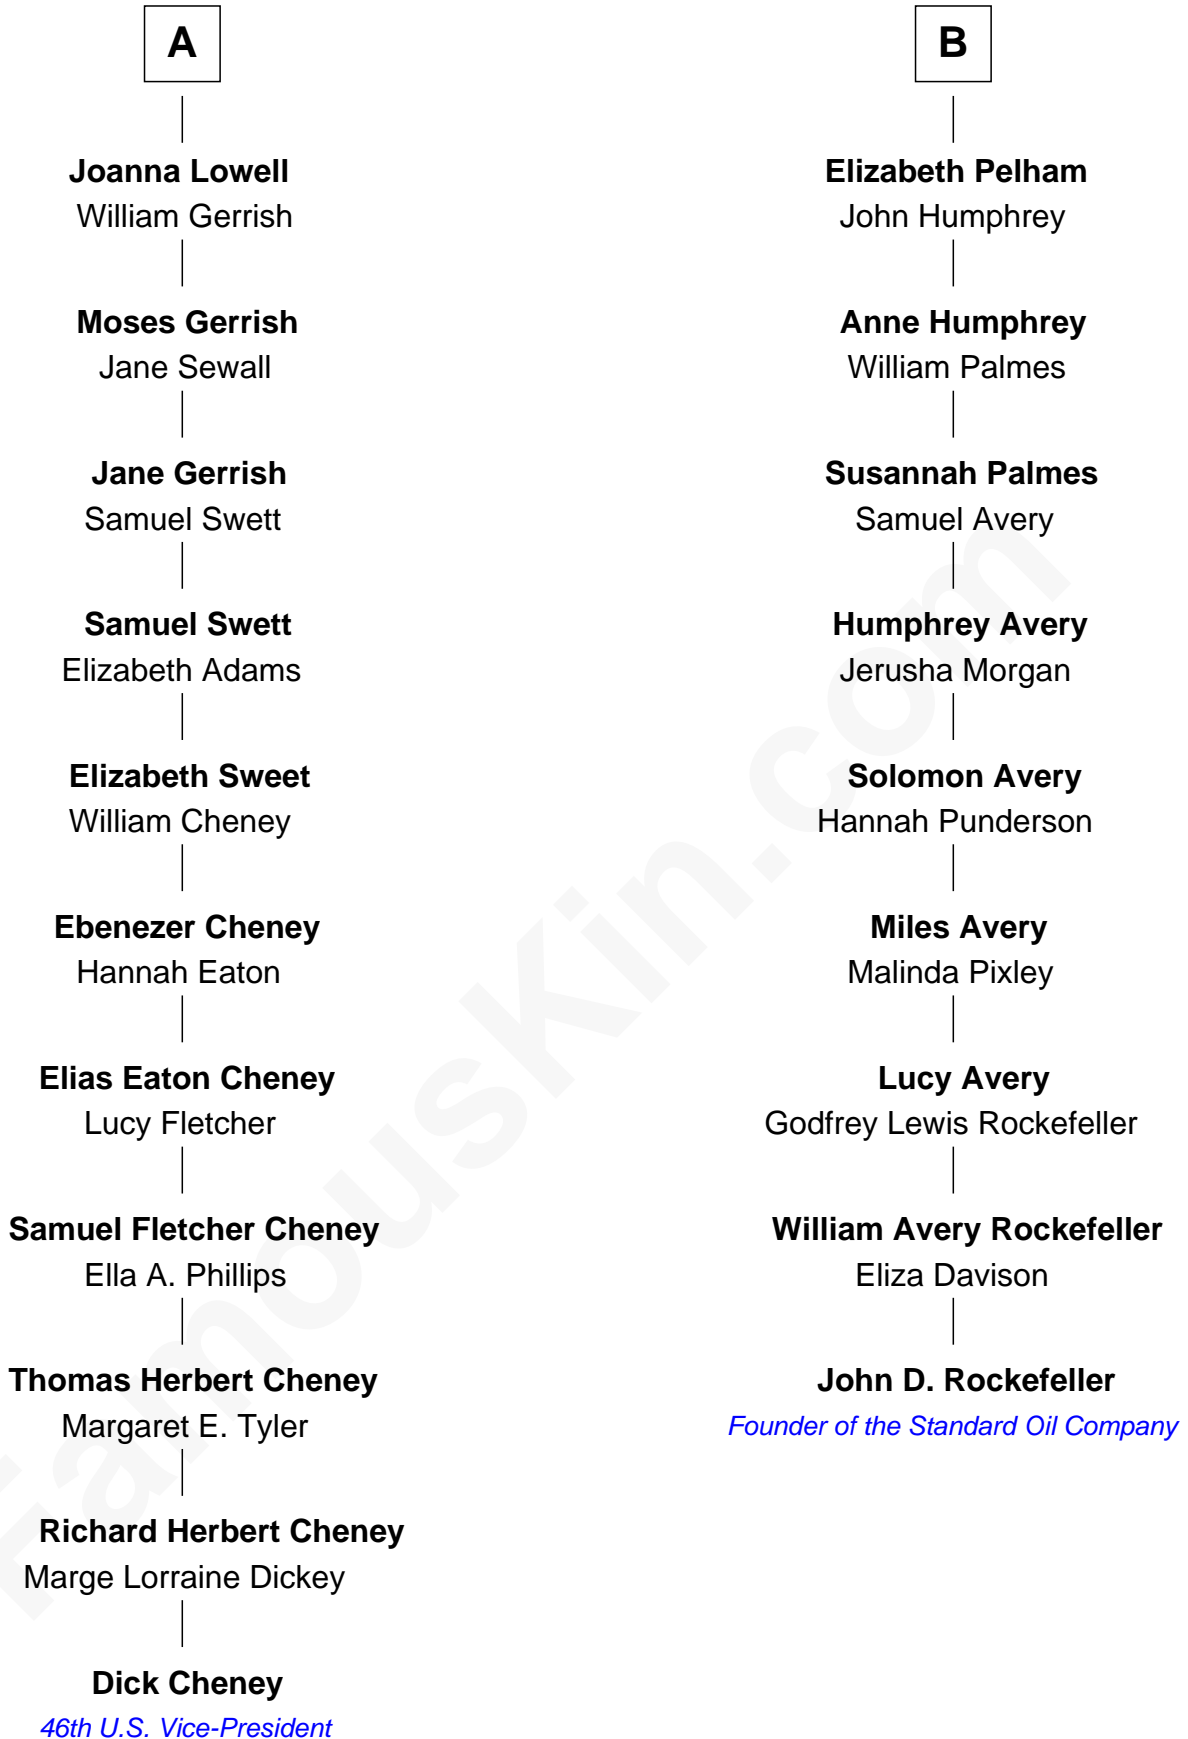 A
Joanna Lowell
William Gerrish
Moses Gerrish
Jane Sewall
Jane Gerrish
Samuel Swett
Samuel Swett
Elizabeth Adams
Elizabeth Sweet
William Cheney
Ebenezer Cheney
Hannah Eaton
Elias Eaton Cheney
Lucy Fletcher
Samuel Fletcher Cheney
Ella A. Phillips
Thomas Herbert Cheney
Margaret E. Tyler
Richard Herbert Cheney
Marge Lorraine Dickey
Dick Cheney
46th U.S. Vice-President
B
Elizabeth Pelham
John Humphrey
Anne Humphrey
William Palmes
Susannah Palmes
Samuel Avery
Humphrey Avery
Jerusha Morgan
Solomon Avery
Hannah Punderson
Miles Avery
Malinda Pixley
Lucy Avery
Godfrey Lewis Rockefeller
William Avery Rockefeller
Eliza Davison
John D. Rockefeller
Founder of the Standard Oil Company
FamousKin.com